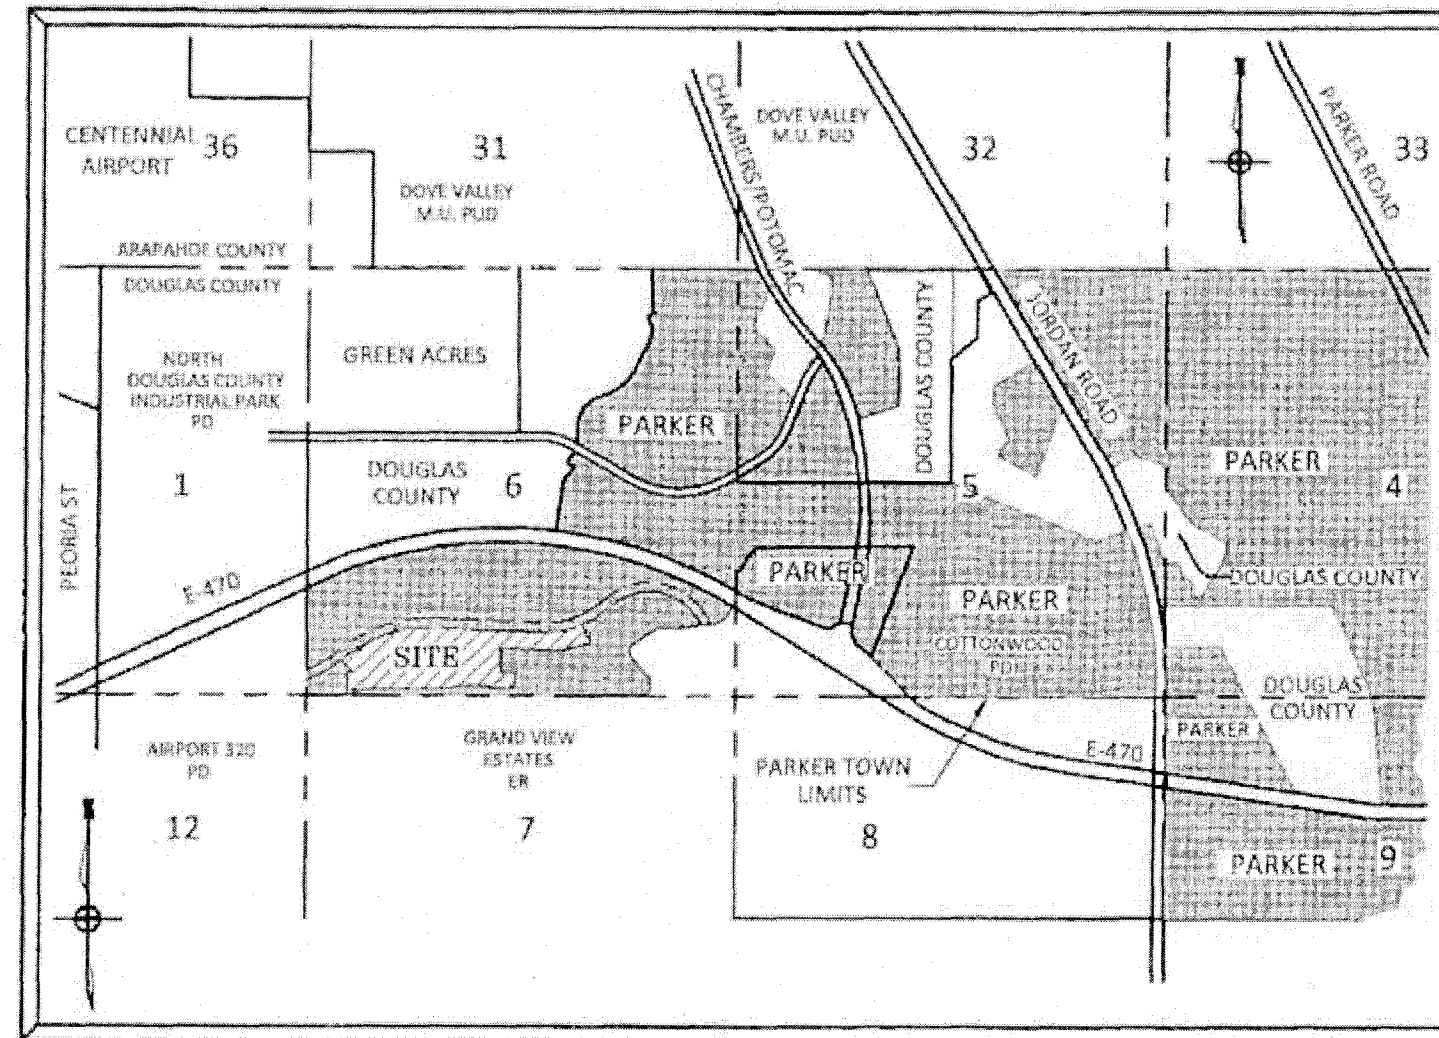 CENTENNIAL
AIRPORT
36
31
DOVE VALLEY
M.U. PUD
CHAMBERS/POTOMAC
DOVE VALLEY
M.U. PUD
32
PARKER ROAD
33
ARAPAHOE COUNTY
DOUGLAS COUNTY
NORTH
DOUGLAS COUNTY
INDUSTRIAL PARK
PD
GREEN ACRES
PARKER
DOUGLAS COUNTY
JORDAN ROAD
PARKER
PEORIA ST
1
DOUGLAS
COUNTY
6
5
4
E-470
PARKER
PARKER
DOUGLAS COUNTY
SITE
COTTONWOOD
PD
DOUGLAS
COUNTY
AIRPORT 320
PD
GRAND VIEW
ESTATES
ER
PARKER TOWN
LIMITS
E-470
PARKER
12
7
8
PARKER
9